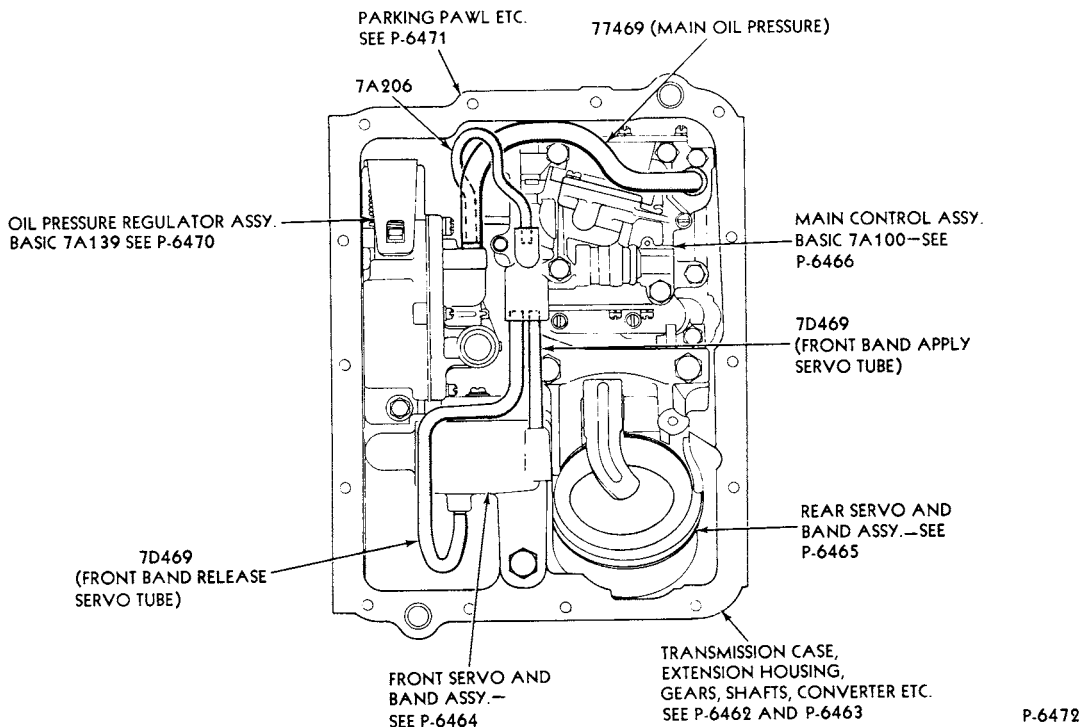 PARKING PAWL ETC.
SEE P-6471
77469 (MAIN OIL PRESSURE)
7A206
OIL PRESSURE REGULATOR ASSY.
BASIC 7A139 SEE P-6470
MAIN CONTROL ASSY.
BASIC 7A100—SEE
P-6466
7D469
(FRONT BAND APPLY
SERVO TUBE)
REAR SERVO AND
BAND ASSY.—SEE
P-6465
7D469
(FRONT BAND RELEASE
SERVO TUBE)
FRONT SERVO AND
BAND ASSY.—
SEE P-6464
TRANSMISSION CASE,
EXTENSION HOUSING,
GEARS, SHAFTS, CONVERTER ETC.
SEE P-6462 AND P-6463
P-6472